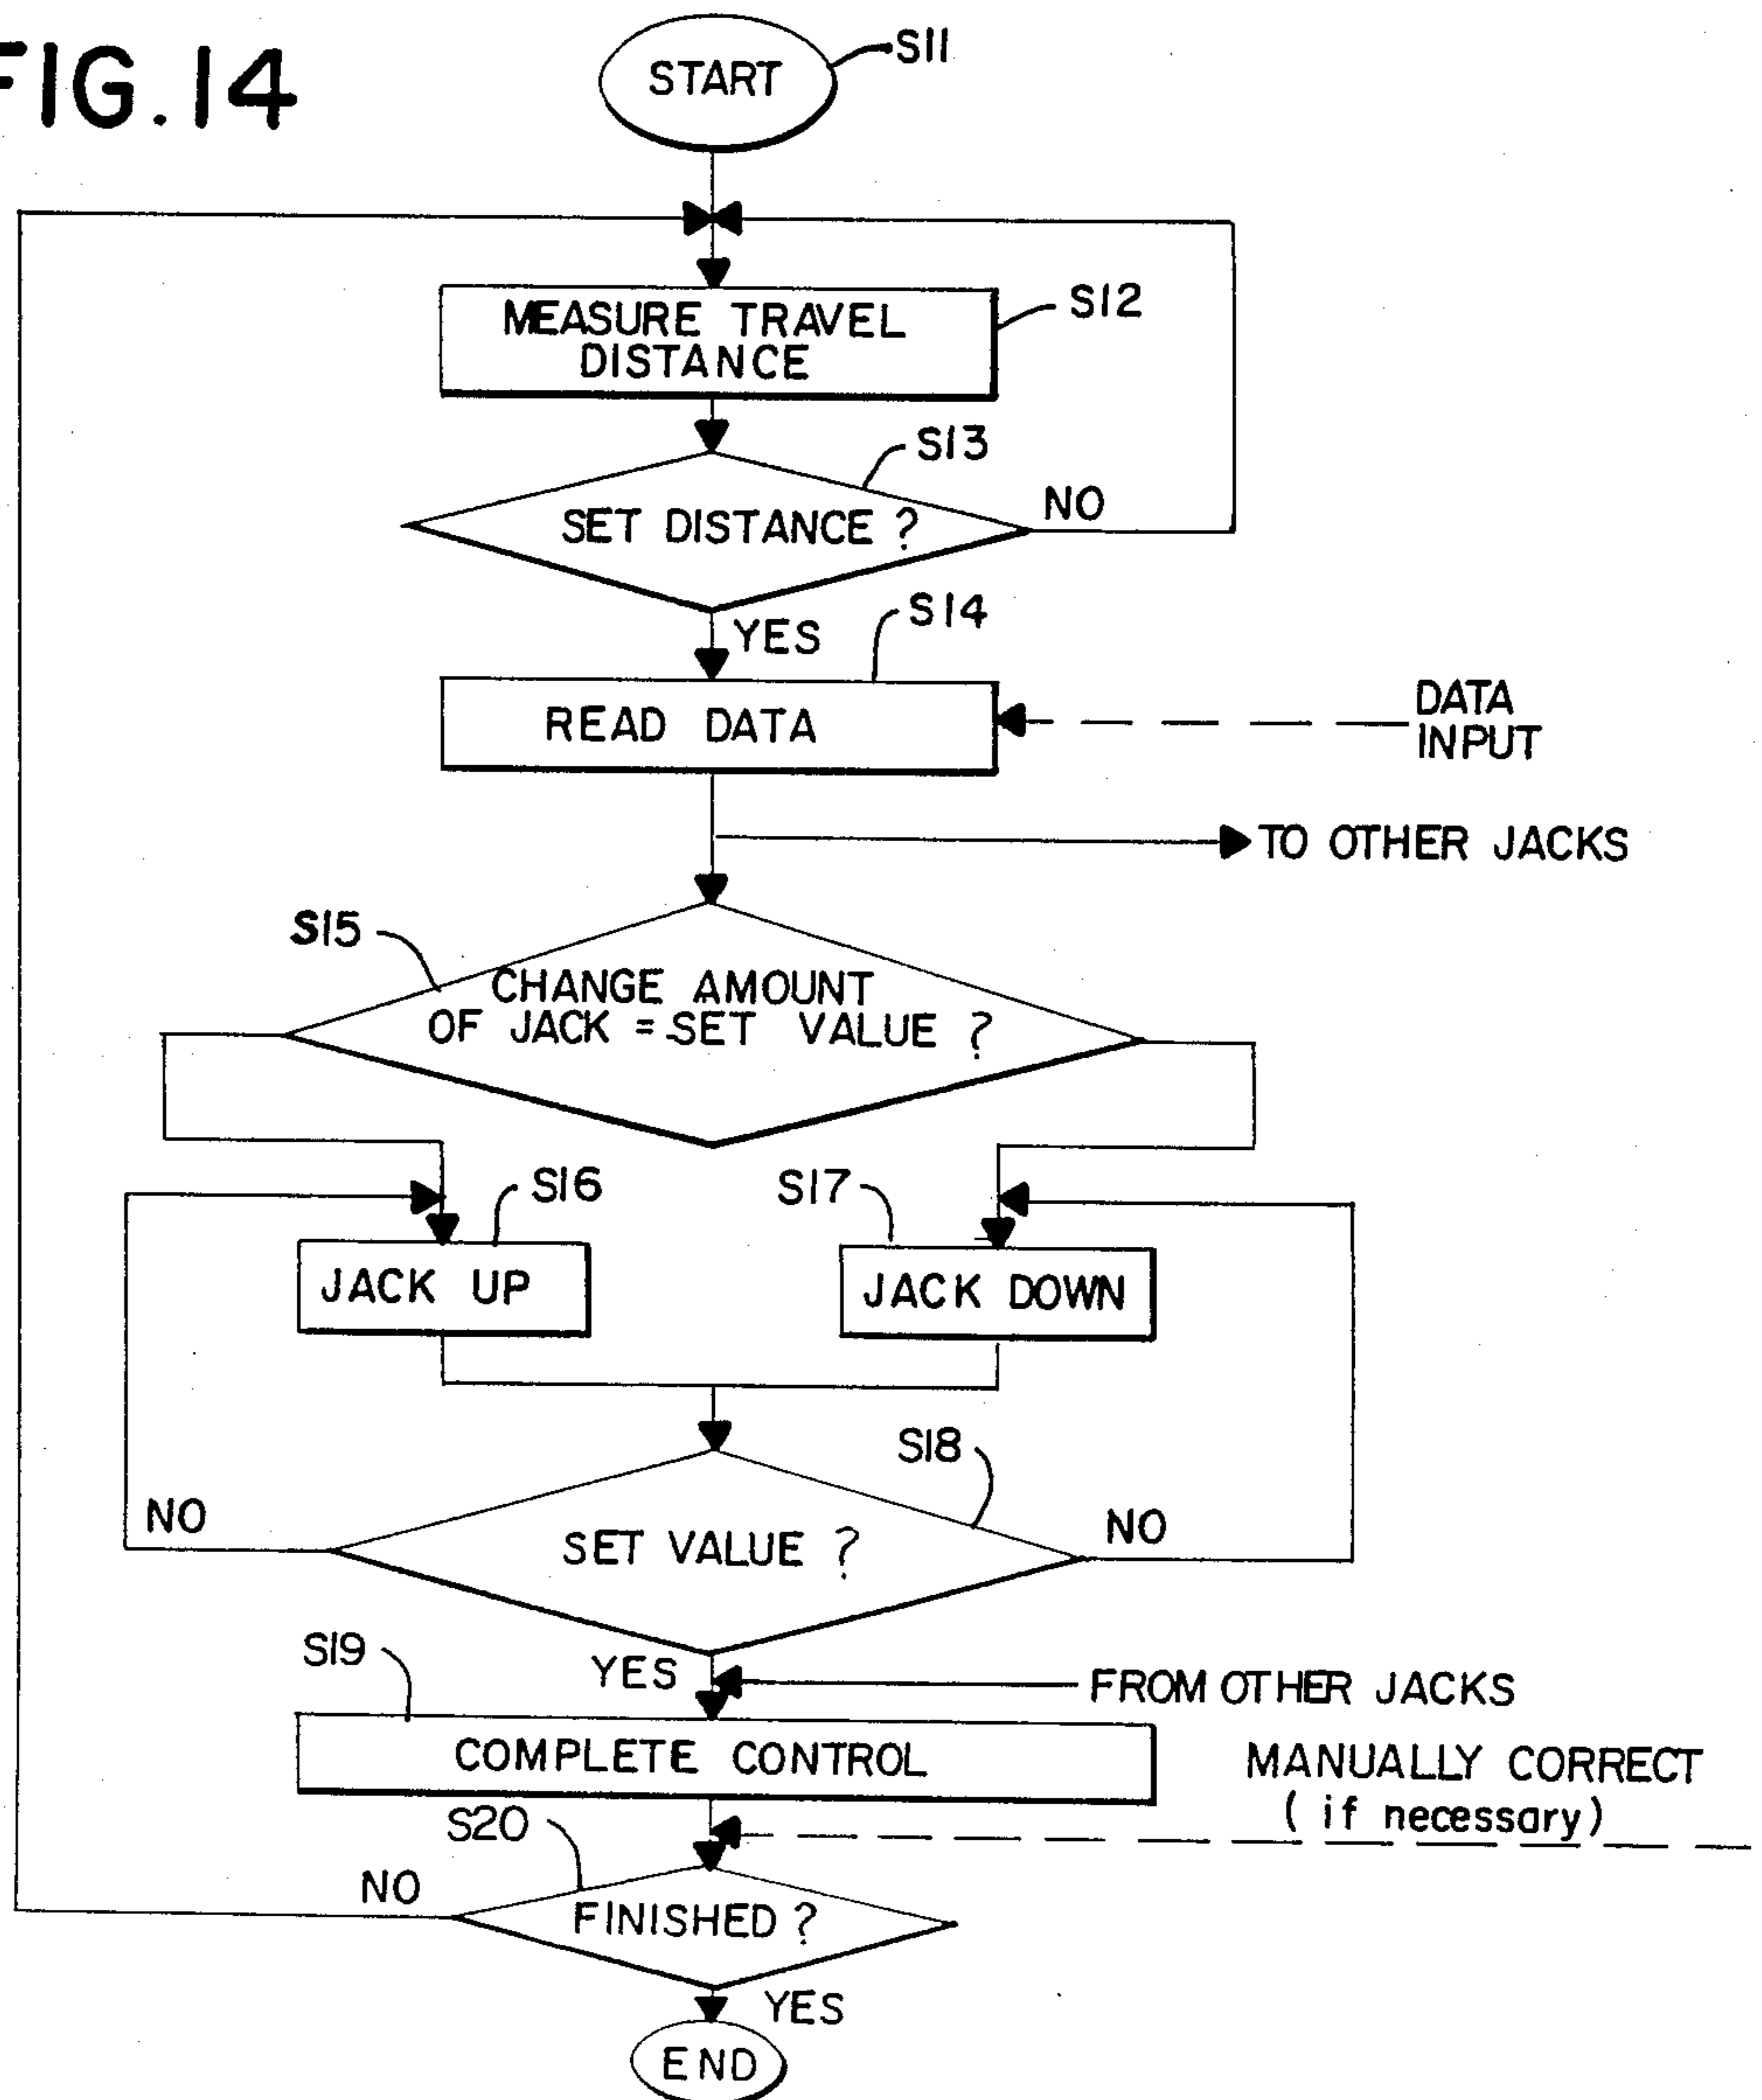 FIG. 14
START
S11
MEASURE TRAVEL
DISTANCE
S12
S13
SET DISTANCE ?
NO
YES
S14
READ DATA
DATA
INPUT
TO OTHER JACKS
S15
CHANGE AMOUNT
OF JACK = SET VALUE ?
S16
S17
JACK UP
JACK DOWN
S18
NO
SET VALUE ?
NO
S19
YES
FROM OTHER JACKS
COMPLETE CONTROL
MANUALLY CORRECT
( if necessary)
S20
NO
FINISHED ?
YES
END